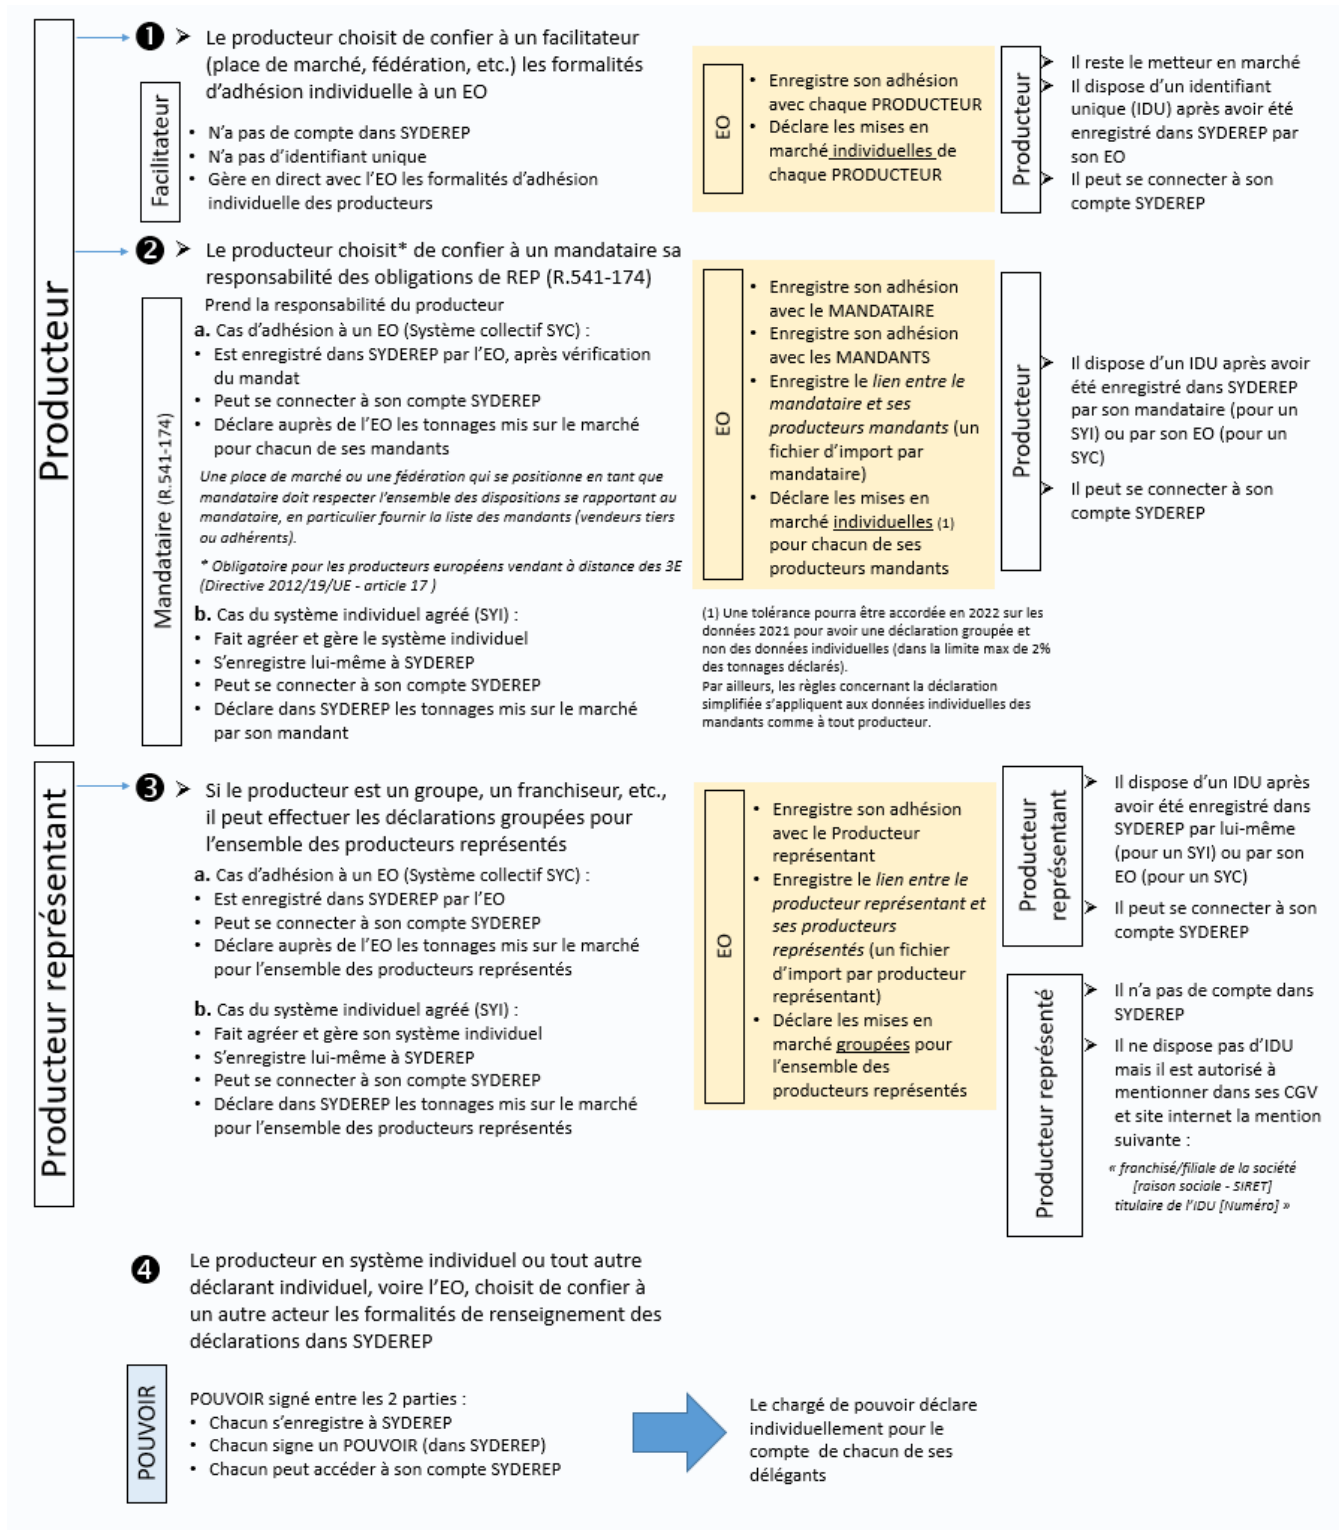 Producteur
❶ ➢ Le producteur choisit de confier à un facilitateur
(place de marché, fédération, etc.) les formalités
d'adhésion individuelle à un EO
Facilitateur
• N'a pas de compte dans SYDEREP
• N'a pas d'identifiant unique
• Gère en direct avec l'EO les formalités d'adhésion
individuelle des producteurs
EO
• Enregistre son adhésion
avec chaque PRODUCTEUR
• Déclare les mises en
marché individuelles de
chaque PRODUCTEUR
Producteur
➢ Il reste le metteur en marché
➢ Il dispose d'un identifiant
unique (IDU) après avoir été
enregistré dans SYDEREP par
son EO
➢ Il peut se connecter à son
compte SYDEREP
❷ ➢ Le producteur choisit* de confier à un mandataire sa
responsabilité des obligations de REP (R.541-174)
Mandataire (R.541-174)
Prend la responsabilité du producteur
a. Cas d'adhésion à un EO (Système collectif SYC) :
• Est enregistré dans SYDEREP par l'EO, après vérification
du mandat
• Peut se connecter à son compte SYDEREP
• Déclare auprès de l'EO les tonnages mis sur le marché
pour chacun de ses mandants
Une place de marché ou une fédération qui se positionne en tant que
mandataire doit respecter l'ensemble des dispositions se rapportant au
mandataire, en particulier fournir la liste des mandants (vendeurs tiers
ou adhérents).
* Obligatoire pour les producteurs européens vendant à distance des 3E
(Directive 2012/19/UE - article 17 )
b. Cas du système individuel agréé (SYI) :
• Fait agréer et gère le système individuel
• S'enregistre lui-même à SYDEREP
• Peut se connecter à son compte SYDEREP
• Déclare dans SYDEREP les tonnages mis sur le marché
par son mandant
EO
• Enregistre son adhésion
avec le MANDATAIRE
• Enregistre son adhésion
avec les MANDANTS
• Enregistre le lien entre le
mandataire et ses
producteurs mandants (un
fichier d'import par
mandataire)
• Déclare les mises en
marché individuelles (1)
pour chacun de ses
producteurs mandants
Producteur
➢ Il dispose d'un IDU après avoir
été enregistré dans SYDEREP
par son mandataire (pour un
SYI) ou par son EO (pour un
SYC)
➢ Il peut se connecter à son
compte SYDEREP
(1) Une tolérance pourra être accordée en 2022 sur les
données 2021 pour avoir une déclaration groupée et
non des données individuelles (dans la limite max de 2%
des tonnages déclarés).
Par ailleurs, les règles concernant la déclaration
simplifiée s'appliquent aux données individuelles des
mandants comme à tout producteur.
Producteur représentant
❸ ➢ Si le producteur est un groupe, un franchiseur, etc.,
il peut effectuer les déclarations groupées pour
l'ensemble des producteurs représentés
a. Cas d'adhésion à un EO (Système collectif SYC) :
• Est enregistré dans SYDEREP par l'EO
• Peut se connecter à son compte SYDEREP
• Déclare auprès de l'EO les tonnages mis sur le marché
pour l'ensemble des producteurs représentés
b. Cas du système individuel agréé (SYI) :
• Fait agréer et gère son système individuel
• S'enregistre lui-même à SYDEREP
• Peut se connecter à son compte SYDEREP
• Déclare dans SYDEREP les tonnages mis sur le marché
pour l'ensemble des producteurs représentés
EO
• Enregistre son adhésion
avec le Producteur
représentant
• Enregistre le lien entre le
producteur représentant et
ses producteurs
représentés (un fichier
d'import par producteur
représentant)
• Déclare les mises en
marché groupées pour
l'ensemble des
producteurs représentés
Producteur
représentant
➢ Il dispose d'un IDU après
avoir été enregistré dans
SYDEREP par lui-même
(pour un SYI) ou par son
EO (pour un SYC)
➢ Il peut se connecter à son
compte SYDEREP
Producteur représenté
➢ Il n'a pas de compte dans
SYDEREP
➢ Il ne dispose pas d'IDU
mais il est autorisé à
mentionner dans ses CGV
et site internet la mention
suivante :
« franchisé/filiale de la société
[raison sociale - SIRET]
titulaire de l'IDU [Numéro] »
❹ Le producteur en système individuel ou tout autre
déclarant individuel, voire l'EO, choisit de confier à
un autre acteur les formalités de renseignement des
déclarations dans SYDEREP
POUVOIR
POUVOIR signé entre les 2 parties :
• Chacun s'enregistre à SYDEREP
• Chacun signe un POUVOIR (dans SYDEREP)
• Chacun peut accéder à son compte SYDEREP
Le chargé de pouvoir déclare
individuellement pour le
compte de chacun de ses
délégants